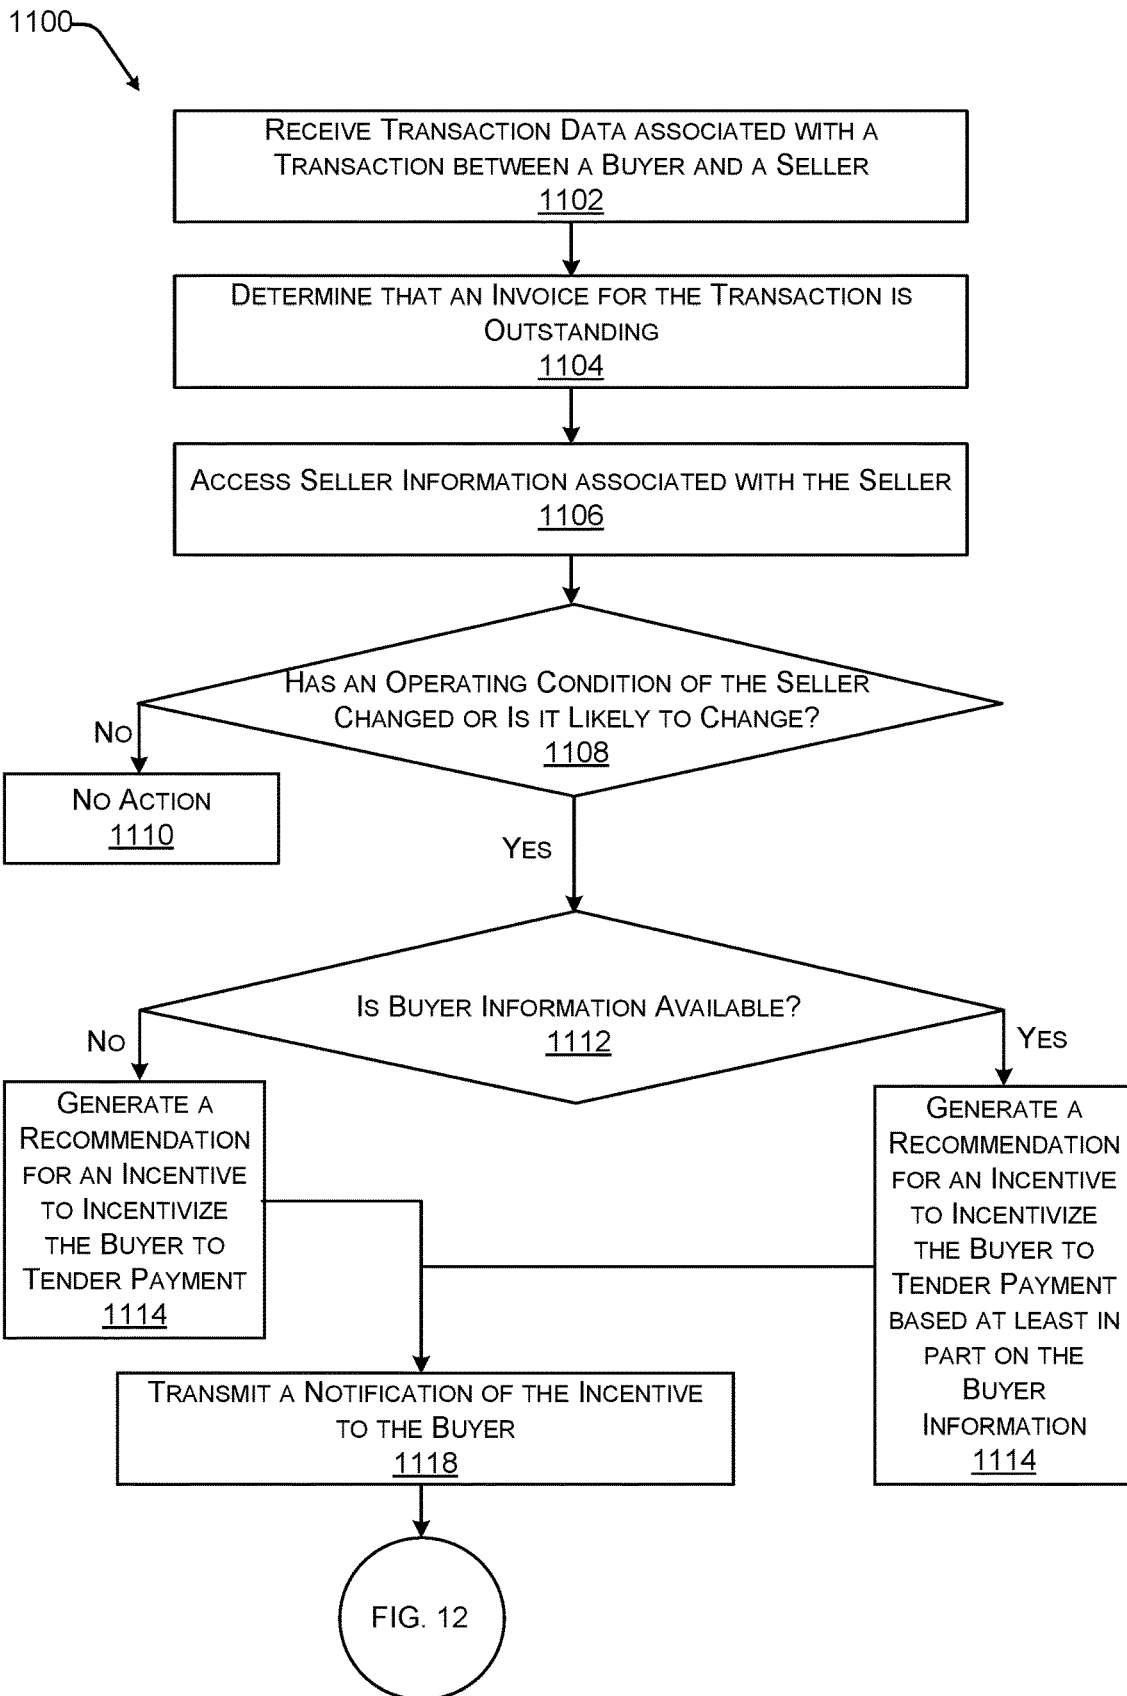 1100
RECEIVE TRANSACTION DATA ASSOCIATED WITH A
TRANSACTION BETWEEN A BUYER AND A SELLER
1102
DETERMINE THAT AN INVOICE FOR THE TRANSACTION IS
OUTSTANDING
1104
ACCESS SELLER INFORMATION ASSOCIATED WITH THE SELLER
1106
HAS AN OPERATING CONDITION OF THE SELLER
CHANGED OR IS IT LIKELY TO CHANGE?
1108
NO
NO ACTION
1110
YES
IS BUYER INFORMATION AVAILABLE?
1112
NO
YES
GENERATE A
RECOMMENDATION
FOR AN INCENTIVE
TO INCENTIVIZE
THE BUYER TO
TENDER PAYMENT
1114
GENERATE A
RECOMMENDATION
FOR AN INCENTIVE
TO INCENTIVIZE
THE BUYER TO
TENDER PAYMENT
BASED AT LEAST IN
PART ON THE
BUYER
INFORMATION
1114
TRANSMIT A NOTIFICATION OF THE INCENTIVE
TO THE BUYER
1118
FIG. 12